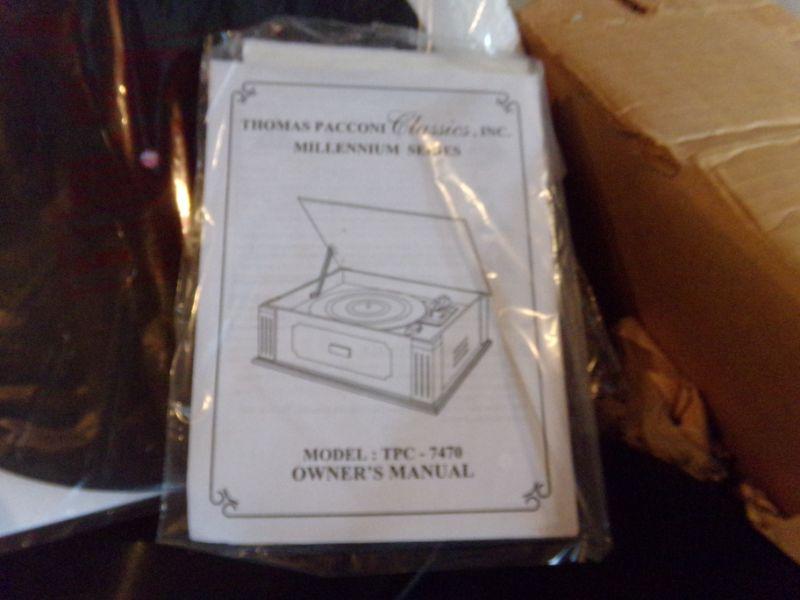 THOMAS PACCONI Classics, INC.
MILLENNIUM SERIES
MODEL : TPC - 7470
OWNER'S MANUAL